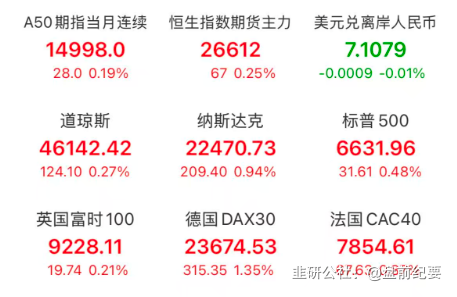 A50期指当月连续 恒生指数期货主力 美元兑离岸人民币
14998.0 26612 7.1079
28.0 0.19% 67 0.25% -0.0009 -0.01%
道琼斯 纳斯达克 标普500
46142.42 22470.73 6631.96
124.10 0.27% 209.40 0.94% 31.61 0.48%
英国富时100 德国DAX30 法国CAC40
9228.11 23674.53 7854.61
19.74 0.21% 315.35 1.35%
韭研公社：@盘前纪要